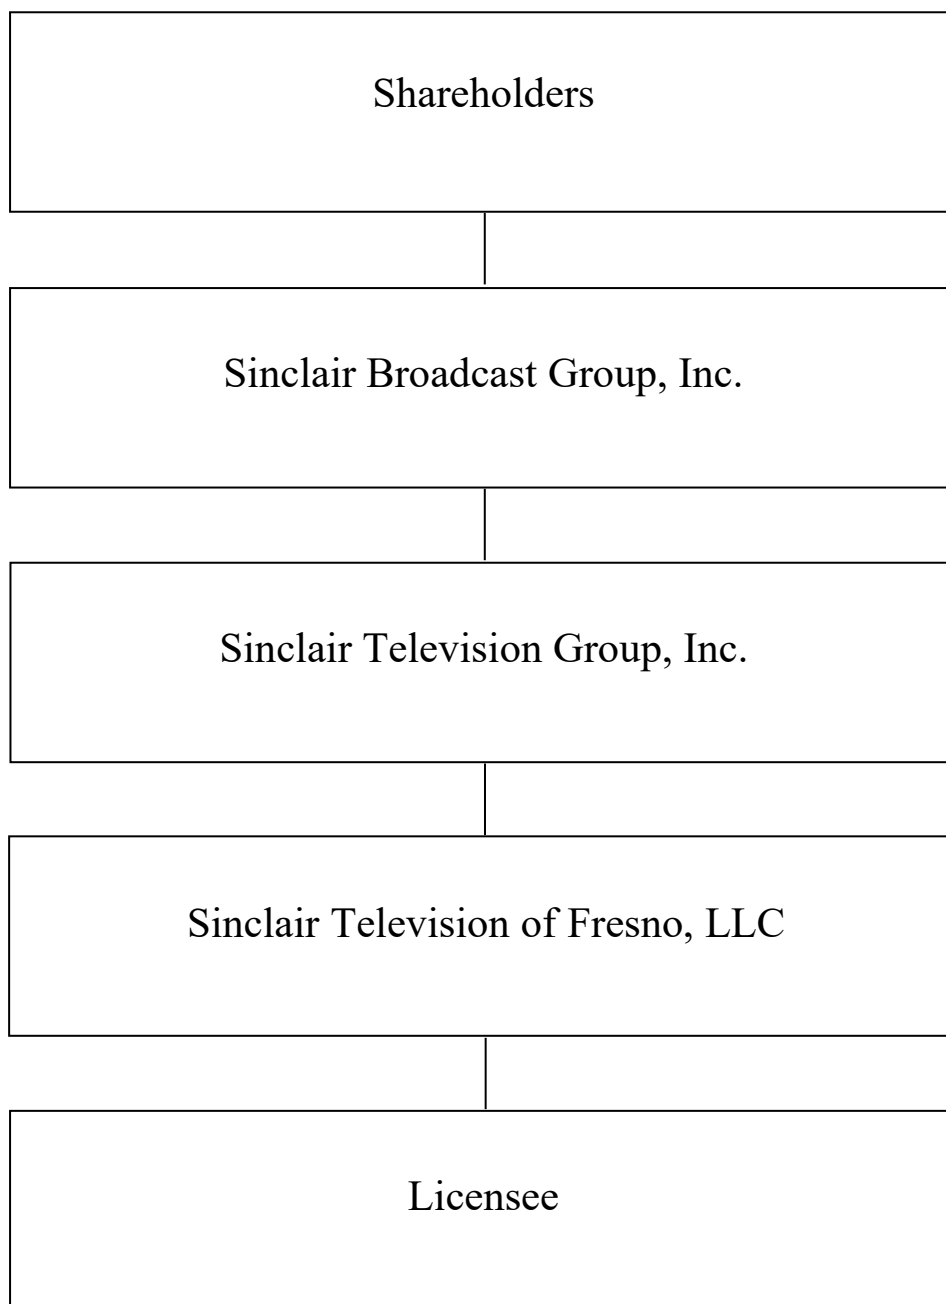 Shareholders
Sinclair Broadcast Group, Inc.
Sinclair Television Group, Inc.
Sinclair Television of Fresno, LLC
Licensee